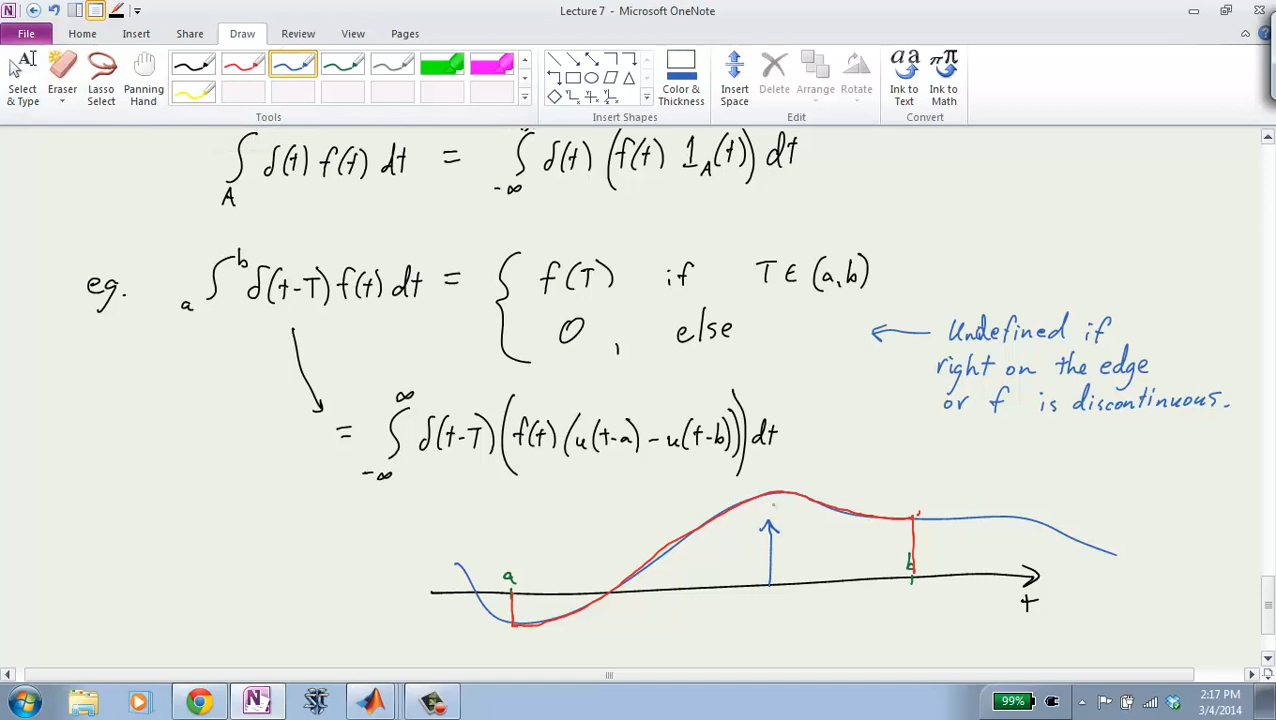 Lecture 7 - Microsoft OneNote
File Home Insert Share Draw Review View Pages
Select & Type
Eraser
Lasso Select
Panning Hand
Color & Thickness
Insert Space
Delete
Arrange
Rotate
Ink to Text
Ink to Math
Tools
Insert Shapes
Edit
Convert
∫_A δ(t) f(t) dt = ∫_{-∞} δ(t) (f(t) 1_A(t)) dt
eg. ∫_a^b δ(t-T) f(t) dt = { f(T) if T ∈ (a,b)
0 , else
← Undefined if
right on the edge
or f is discontinuous.
= ∫_{-∞}^∞ δ(t-T) (f(t) (u(t-a) - u(t-b))) dt
a
b
t
99%
2:17 PM
3/4/2014